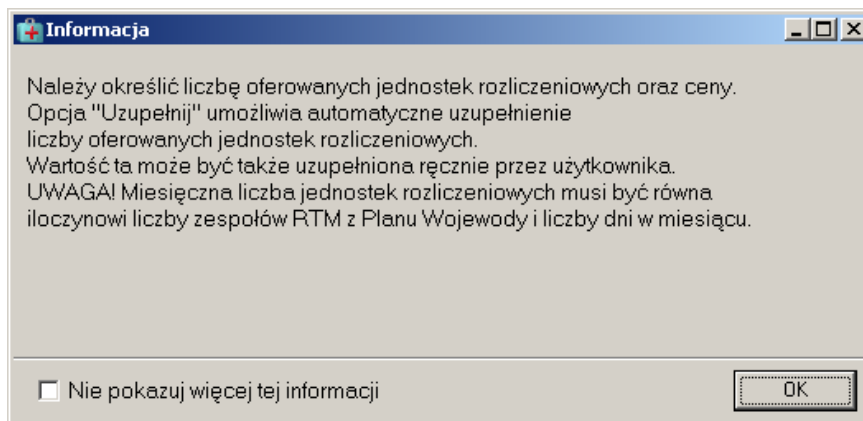 Informacja
Należy określić liczbę oferowanych jednostek rozliczeniowych oraz ceny.
Opcja "Uzupełnij" umożliwia automatyczne uzupełnienie
liczby oferowanych jednostek rozliczeniowych.
Wartość ta może być także uzupełniona ręcznie przez użytkownika.
UWAGA! Miesięczna liczba jednostek rozliczeniowych musi być równa
iloczynowi liczby zespołów RTM z Planu Wojewody i liczby dni w miesiącu.
Nie pokazuj więcej tej informacji
OK